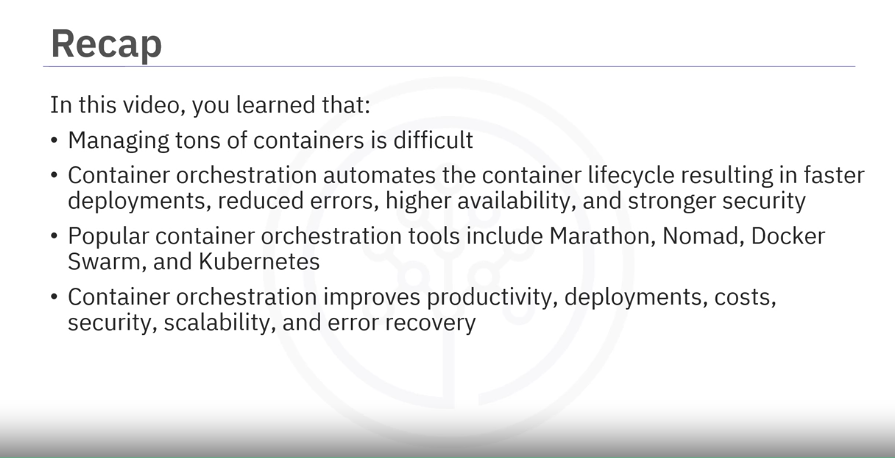 Recap
In this video, you learned that:
• Managing tons of containers is difficult
• Container orchestration automates the container lifecycle resulting in faster
deployments, reduced errors, higher availability, and stronger security
• Popular container orchestration tools include Marathon, Nomad, Docker
Swarm, and Kubernetes
• Container orchestration improves productivity, deployments, costs,
security, scalability, and error recovery